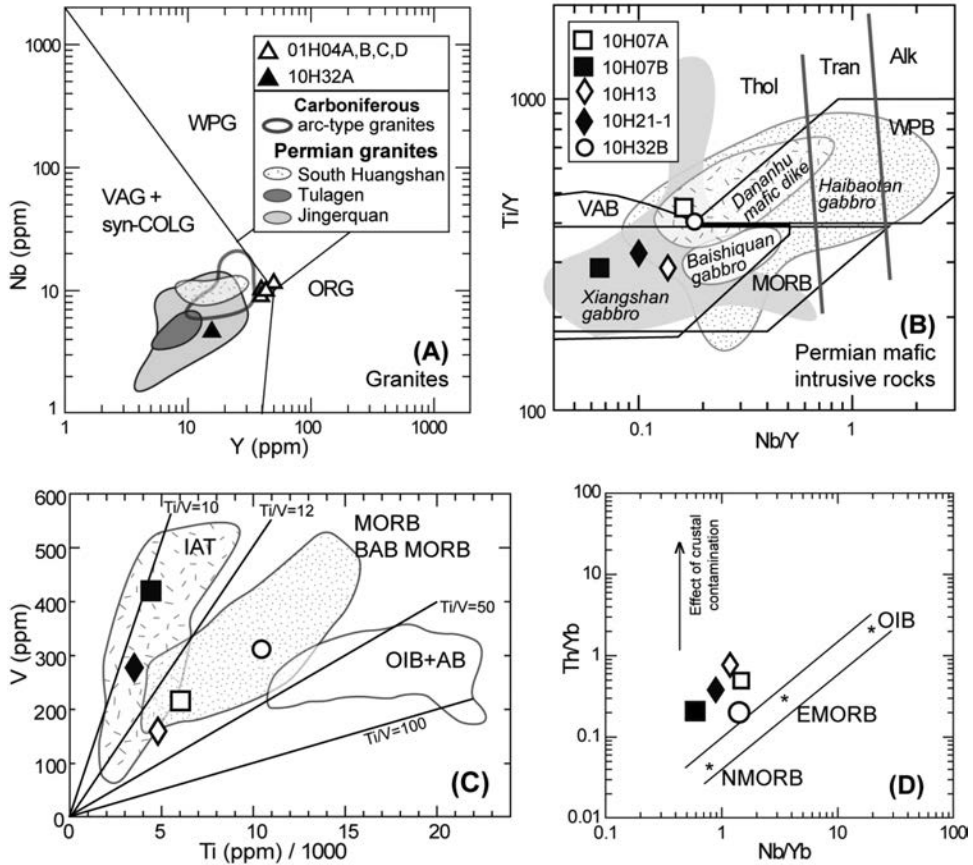 1000
100
10
1
Nb (ppm)
1
10
100
1000
Y (ppm)
WPG
VAG +
syn-COLG
ORG
(A)
Granites
01H04A,B,C,D
10H32A
Carboniferous
arc-type granites
Permian granites
South Huangshan
Tulagen
Jingerquan
10H07A
10H07B
10H13
10H21-1
10H32B
Thol
Tran
Alk
WPB
VAB
Dananhu
mafic dike
Haibaotan
gabbro
Baishiquan
gabbro
MORB
Xiangshan
gabbro
(B)
Permian mafic
intrusive rocks
1000
100
Ti/Y
0.1
1
Nb/Y
600
500
400
300
200
100
0
V (ppm)
0
5
10
15
20
Ti (ppm) / 1000
Ti/V=10
Ti/V=12
IAT
MORB
BAB MORB
Ti/V=50
OIB+AB
Ti/V=100
(C)
100
10
1
0.1
0.01
Th/Yb
0.1
1
10
100
Nb/Yb
Effect of crustal
contamination
* OIB
* EMORB
* NMORB
(D)